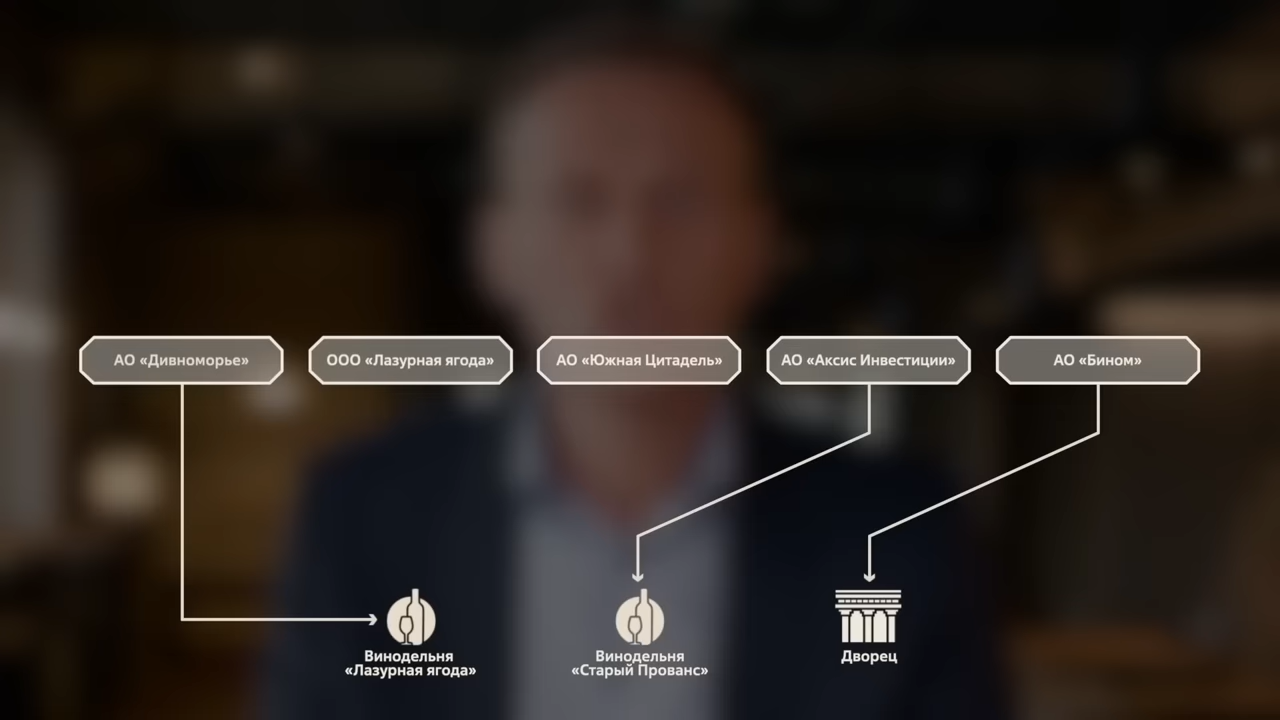 АО «Дивноморье»
ООО «Лазурная ягода»
АО «Южная Цитадель»
АО «Аксис Инвестиции»
АО «Бином»
Винодельня
«Лазурная ягода»
Винодельня
«Старый Прованс»
Дворец